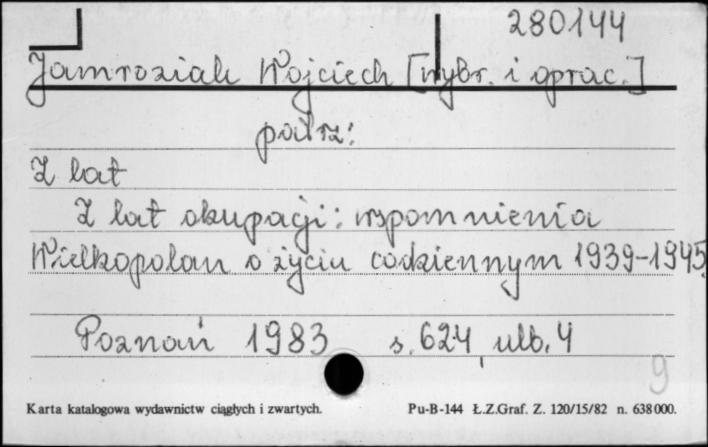 280144
Jamroziak Wojciech [wybr. i oprac.]
patrz:
Z lat
Z lat okupacji: wspomnienia
Wielkopolan o życiu codziennym 1939-1945.
Poznań 1983 s. 624, ulb. 4
9
Karta katalogowa wydawnictw ciągłych i zwartych. Pu-B-144 Ł.Z.Graf. Z. 120/15/82 n. 638000.